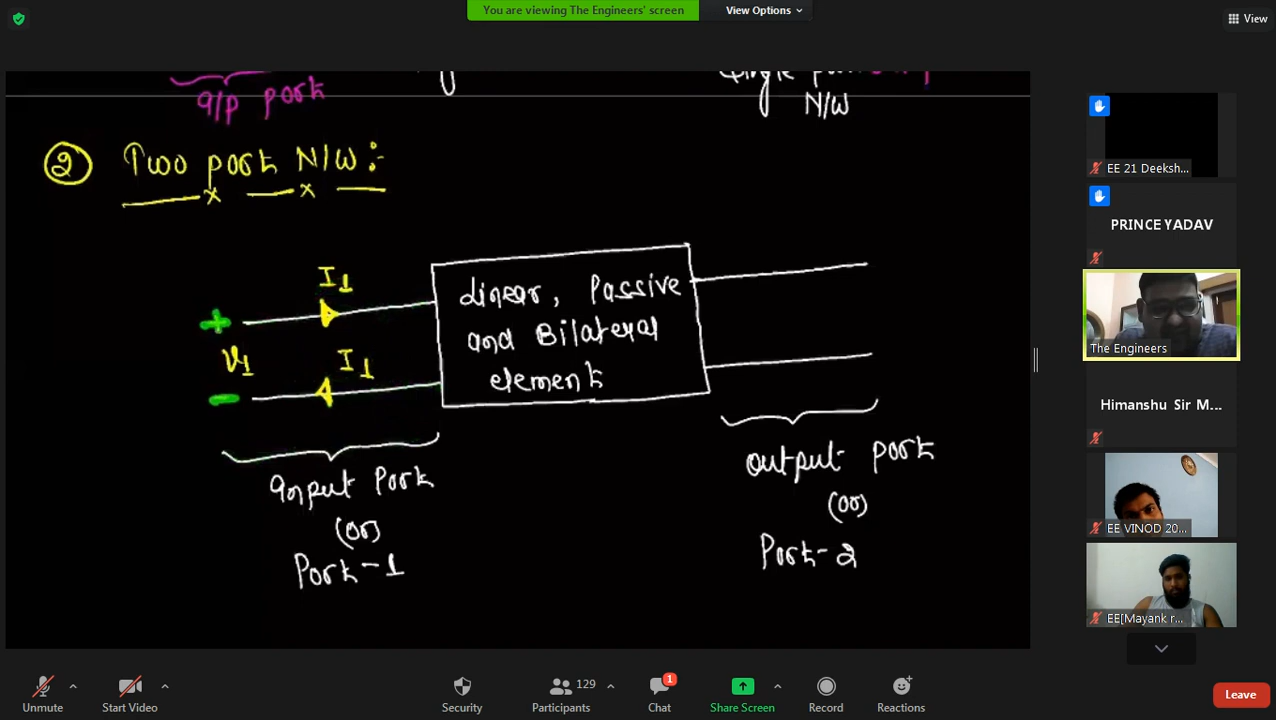 You are viewing The Engineers' screen
View Options
View
i/p port
N/W
② Two port N/W:-
I1
+
V1
I1
-
Linear, Passive
and Bilateral
element
Input Port
(or)
Port-1
output port
(or)
Port-2
EE 21 Deeksh...
PRINCE YADAV
The Engineers
Himanshu Sir M...
EE VINOD 20...
EE[Mayank r...
Unmute
Start Video
Security
129
Participants
1
Chat
Share Screen
Record
Reactions
Leave